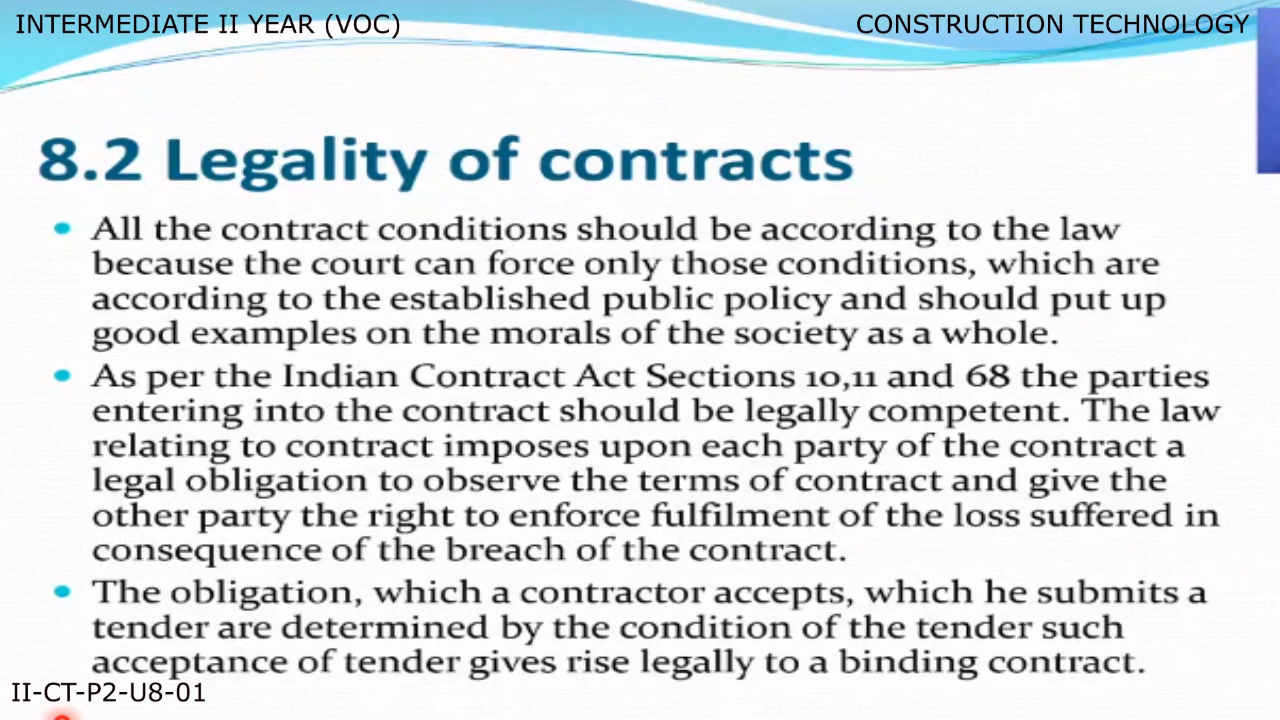 INTERMEDIATE II YEAR (VOC)
CONSTRUCTION TECHNOLOGY
8.2 Legality of contracts
• All the contract conditions should be according to the law
because the court can force only those conditions, which are
according to the established public policy and should put up
good examples on the morals of the society as a whole.
• As per the Indian Contract Act Sections 10,11 and 68 the parties
entering into the contract should be legally competent. The law
relating to contract imposes upon each party of the contract a
legal obligation to observe the terms of contract and give the
other party the right to enforce fulfilment of the loss suffered in
consequence of the breach of the contract.
• The obligation, which a contractor accepts, which he submits a
tender are determined by the condition of the tender such
acceptance of tender gives rise legally to a binding contract.
II-CT-P2-U8-01